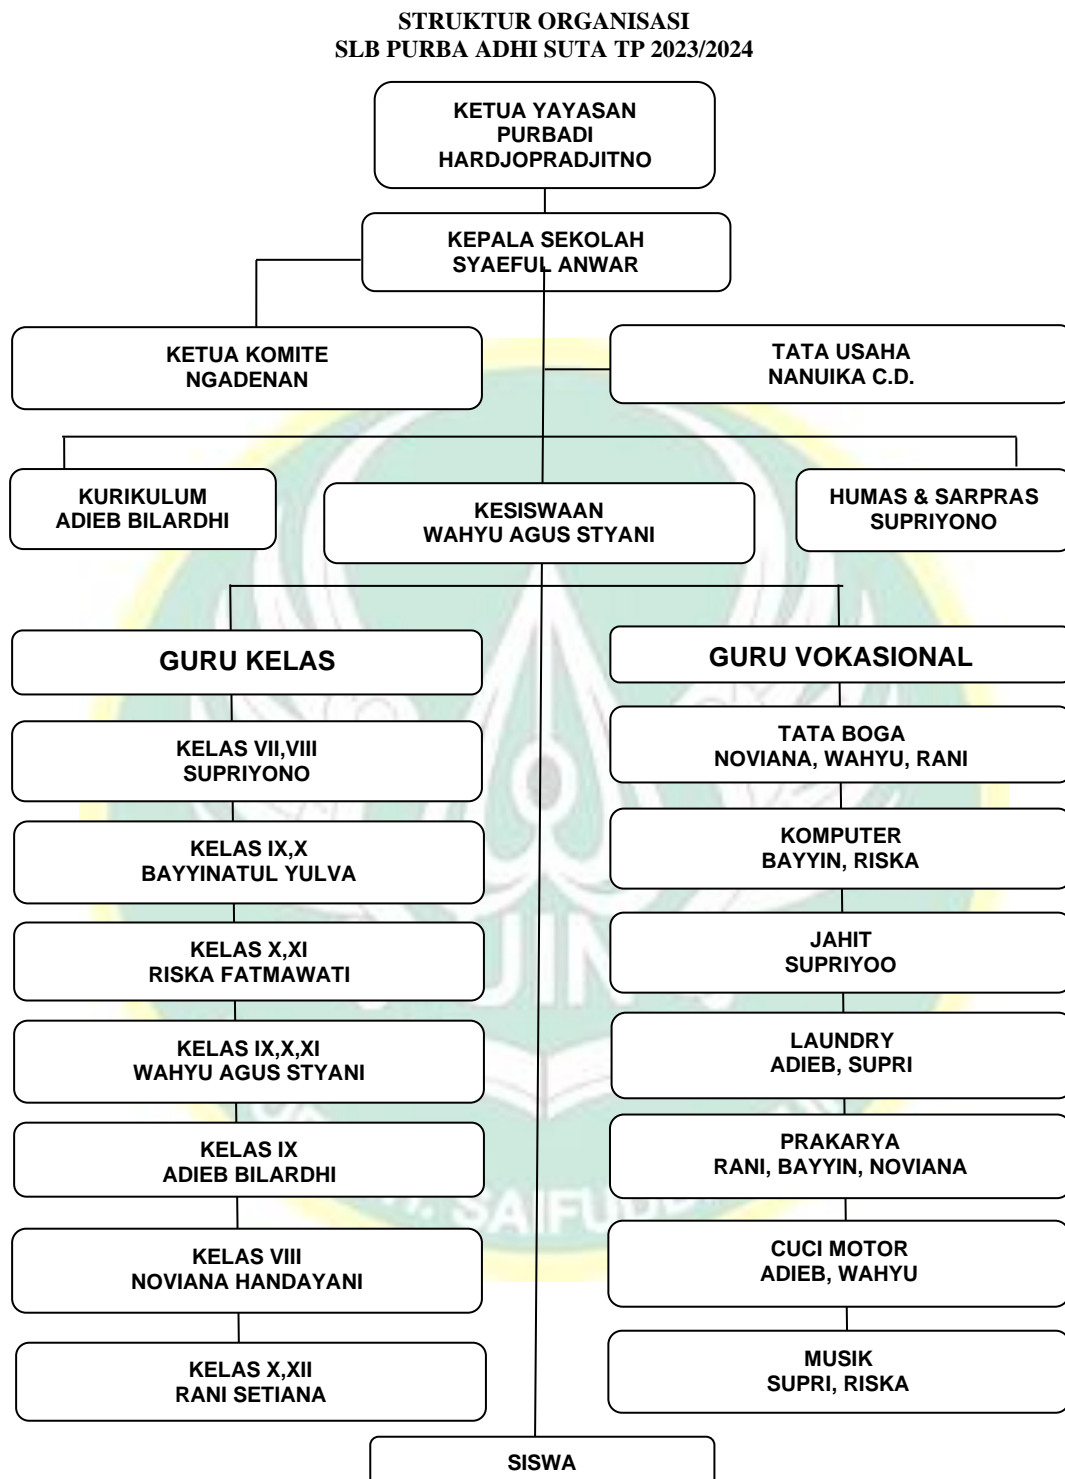 STRUKTUR ORGANISASI
SLB PURBA ADHI SUTA TP 2023/2024
KETUA YAYASAN
PURBADI
HARDJOPRADJITNO
KEPALA SEKOLAH
SYAEFUL ANWAR
KETUA KOMITE
NGADENAN
TATA USAHA
NANUIKA C.D.
KURIKULUM
ADIEB BILARDHI
KESISWAAN
WAHYU AGUS STYANI
HUMAS & SARPRAS
SUPRIYONO
GURU KELAS
KELAS VII,VIII
SUPRIYONO
KELAS IX,X
BAYYINATUL YULVA
KELAS X,XI
RISKA FATMAWATI
KELAS IX,X,XI
WAHYU AGUS STYANI
KELAS IX
ADIEB BILARDHI
KELAS VIII
NOVIANA HANDAYANI
KELAS X,XII
RANI SETIANA
GURU VOKASIONAL
TATA BOGA
NOVIANA, WAHYU, RANI
KOMPUTER
BAYYIN, RISKA
JAHIT
SUPRIYOO
LAUNDRY
ADIEB, SUPRI
PRAKARYA
RANI, BAYYIN, NOVIANA
CUCI MOTOR
ADIEB, WAHYU
MUSIK
SUPRI, RISKA
SISWA
UIN